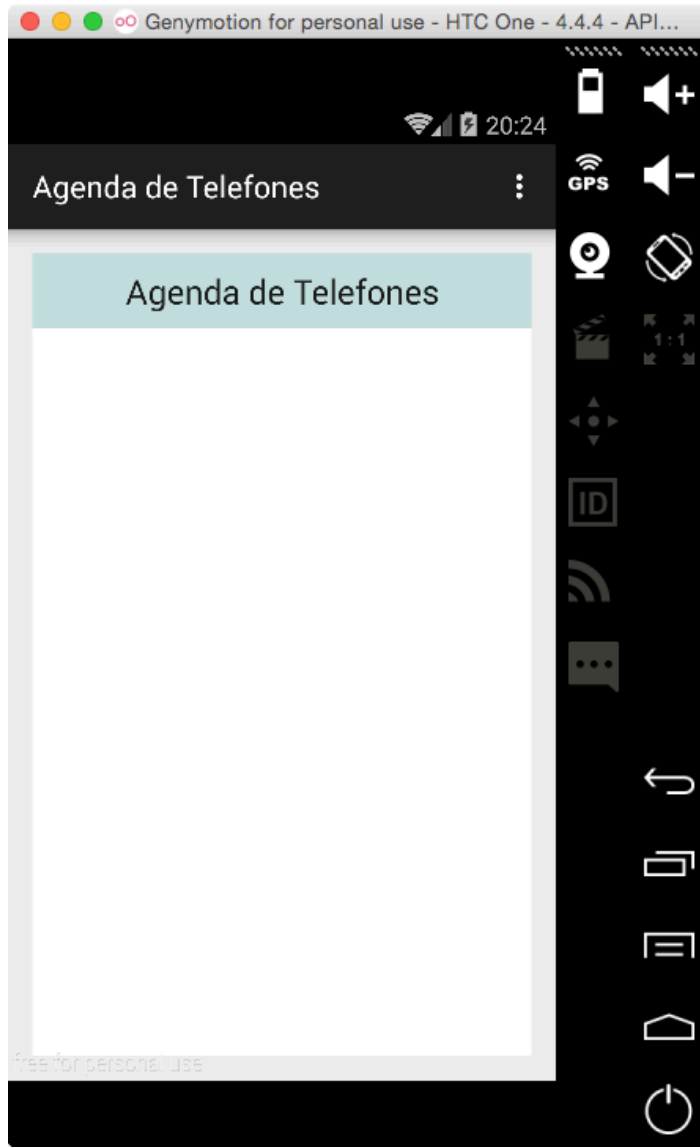 Genymotion for personal use - HTC One - 4.4.4 - API...
20:24
Agenda de Telefones
Agenda de Telefones
GPS
1:1
ID
free for personal use